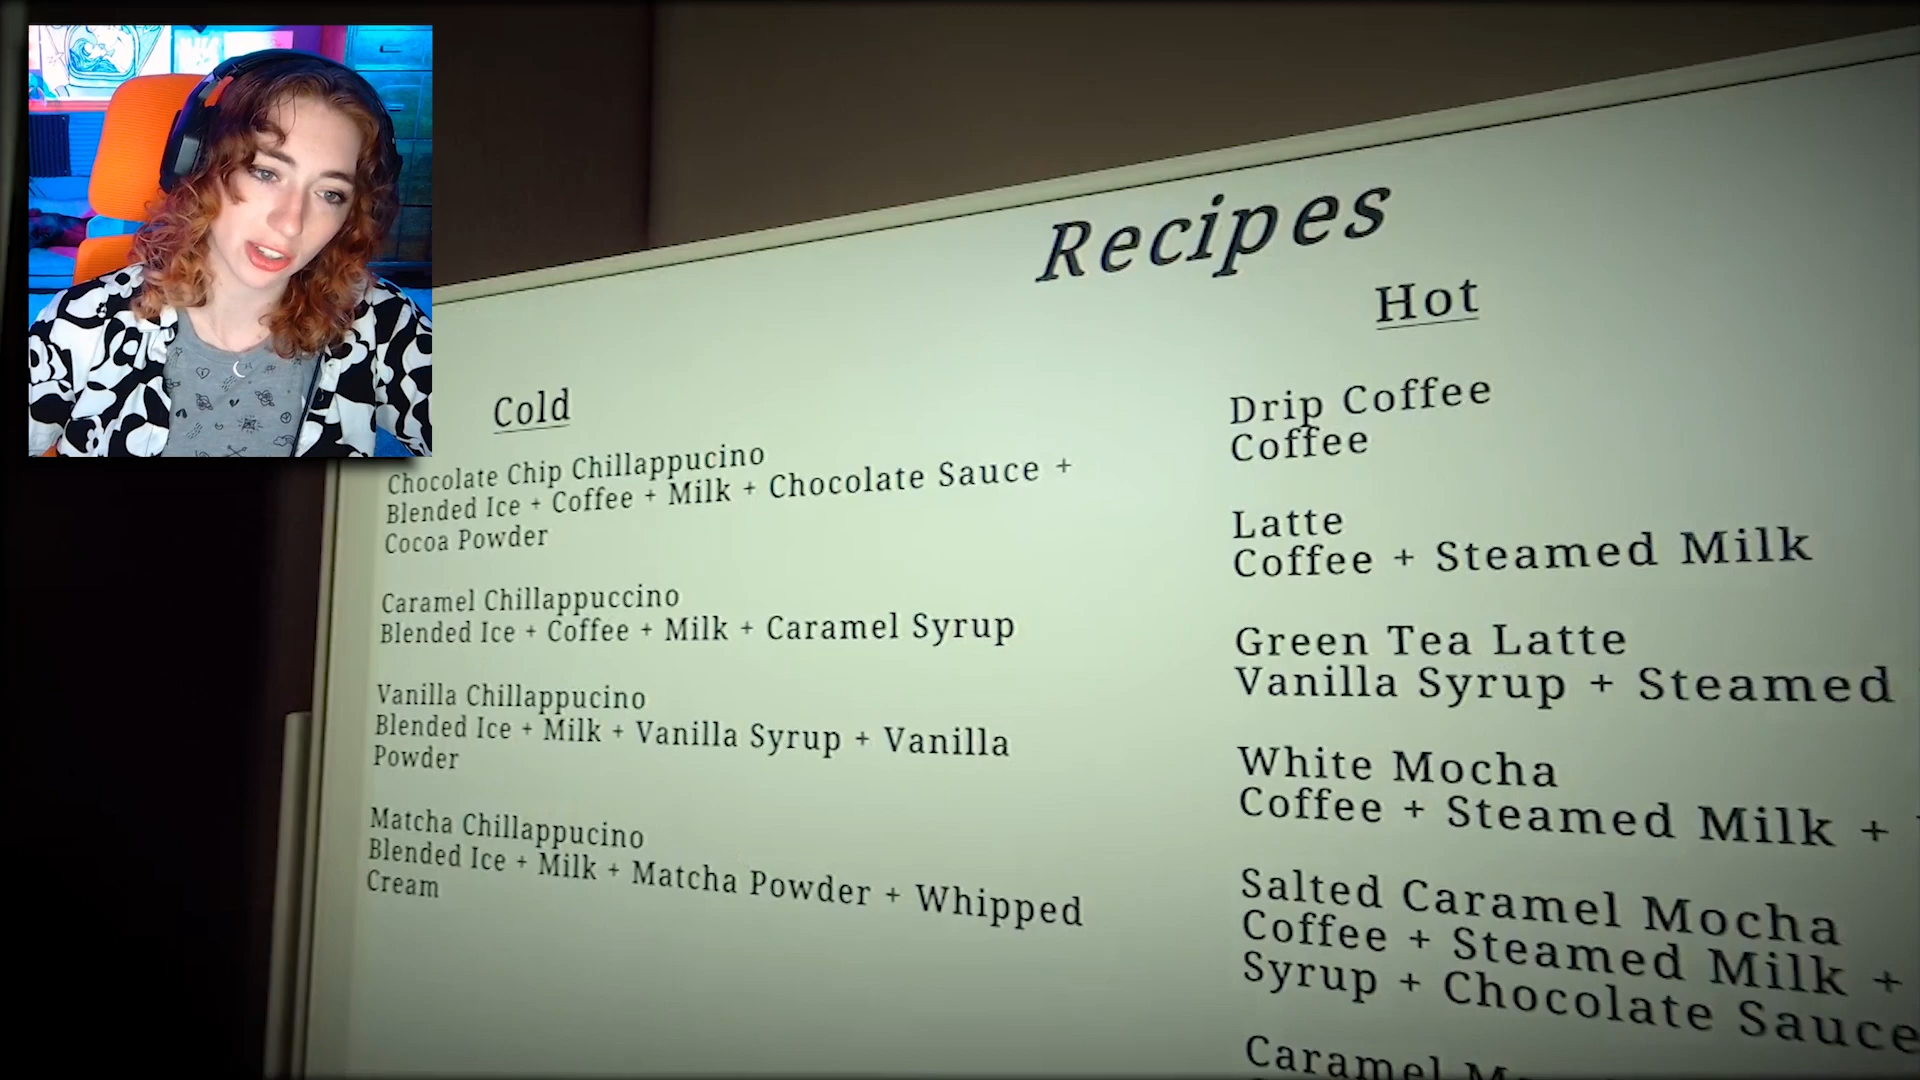 Recipes
Cold
Chocolate Chip Chillappucino
Blended Ice + Coffee + Milk + Chocolate Sauce +
Cocoa Powder
Caramel Chillappuccino
Blended Ice + Coffee + Milk + Caramel Syrup
Vanilla Chillappucino
Blended Ice + Milk + Vanilla Syrup + Vanilla
Powder
Matcha Chillappucino
Blended Ice + Milk + Matcha Powder + Whipped
Cream
Hot
Drip Coffee
Coffee
Latte
Coffee + Steamed Milk
Green Tea Latte
Vanilla Syrup + Steamed
White Mocha
Coffee + Steamed Milk +
Salted Caramel Mocha
Coffee + Steamed Milk +
Syrup + Chocolate Sauce
Caramel